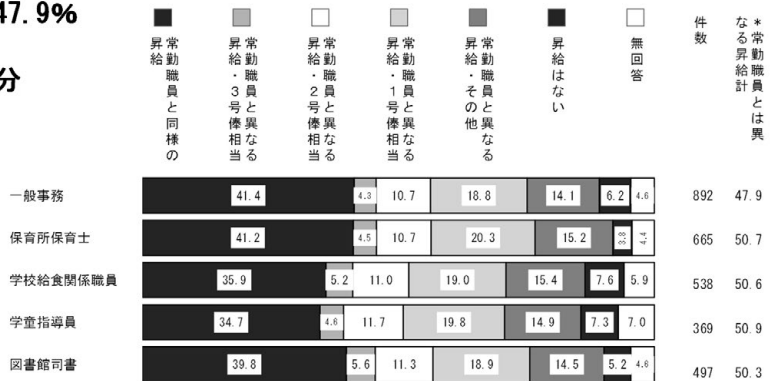 47.9%
分
常勤職員と同様の
昇給
常勤職員と異なる
昇給・3号俸相当
常勤職員と異なる
昇給・2号俸相当
常勤職員と異なる
昇給・1号俸相当
常勤職員と異なる
昇給・その他
昇給はない
無回答
件数
*常勤職員とは異
なる昇給計
一般事務 41.4 4.3 10.7 18.8 14.1 6.2 4.6 892 47.9
保育所保育士 41.2 4.5 10.7 20.3 15.2 3.8 4.4 665 50.7
学校給食関係職員 35.9 5.2 11.0 19.0 15.4 7.6 5.9 538 50.6
学童指導員 34.7 4.6 11.7 19.8 14.9 7.3 7.0 369 50.9
図書館司書 39.8 5.6 11.3 18.9 14.5 5.2 4.6 497 50.3